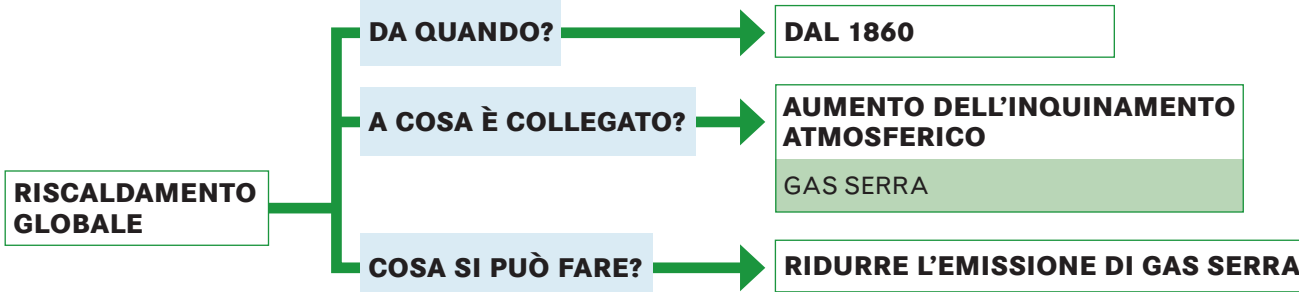 DA QUANDO?
DAL 1860
A COSA È COLLEGATO?
AUMENTO DELL'INQUINAMENTO
ATMOSFERICO
GAS SERRA
RISCALDAMENTO
GLOBALE
COSA SI PUÒ FARE?
RIDURRE L'EMISSIONE DI GAS SERRA